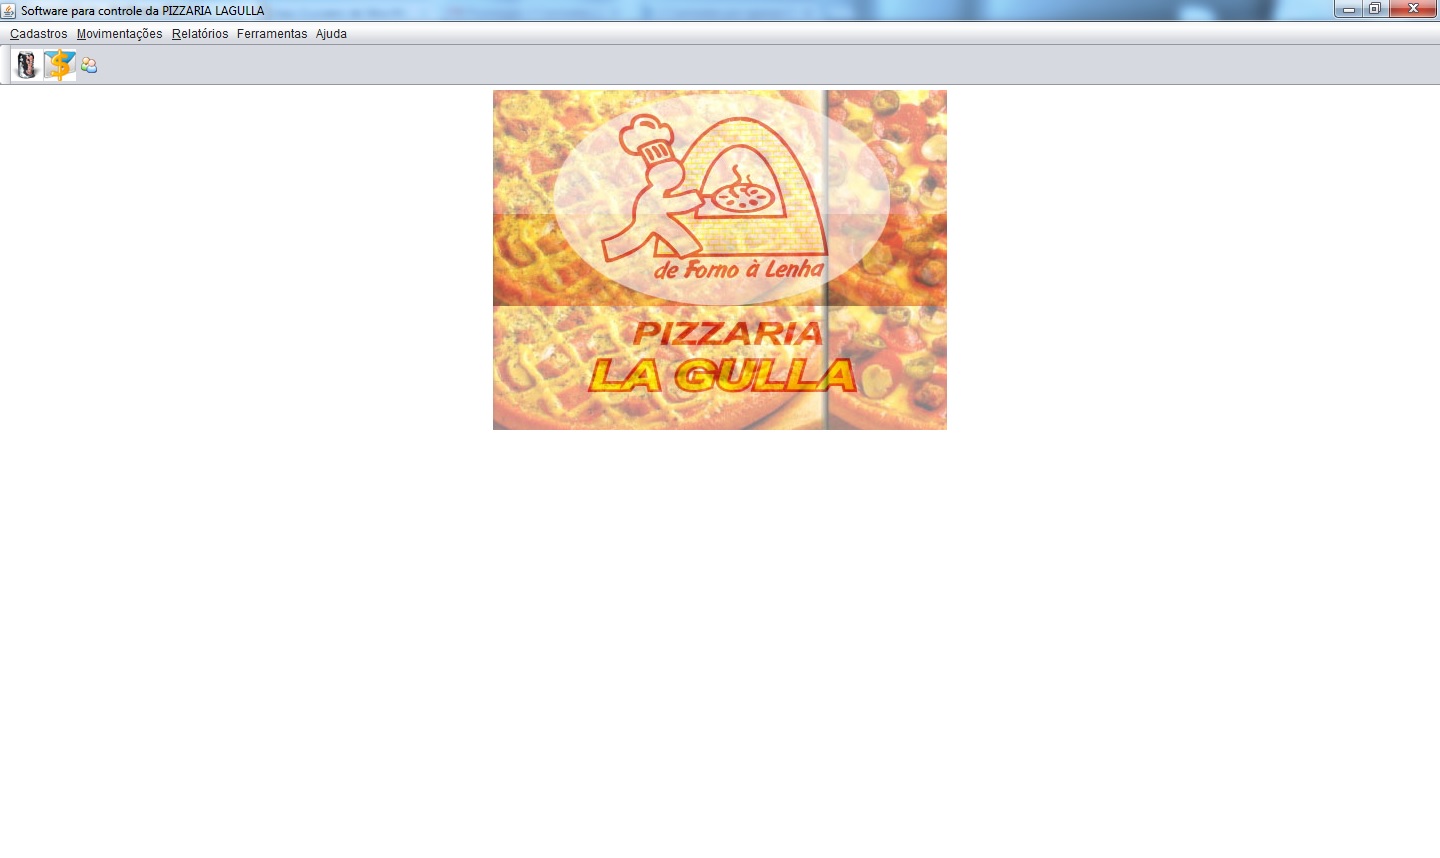 Software para controle da PIZZARIA LAGULLA
Cadastros Movimentações Relatórios Ferramentas Ajuda
de Forno à Lenha
PIZZARIA
LA GULLA